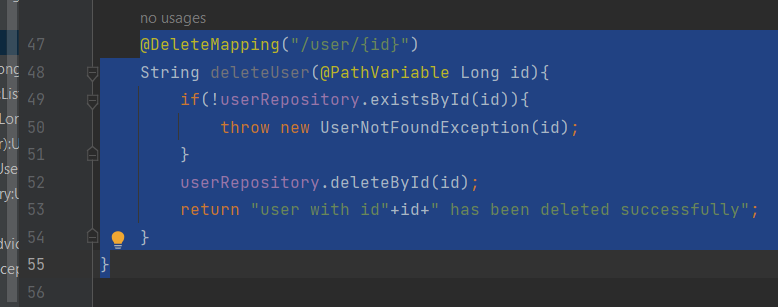 no usages
47 @DeleteMapping("/user/{id}")
48 String deleteUser(@PathVariable Long id){
49 if(!userRepository.existsById(id)){
50 throw new UserNotFoundException(id);
51 }
52 userRepository.deleteById(id);
53 return "user with id"+id+" has been deleted successfully";
54 }
55 }
56